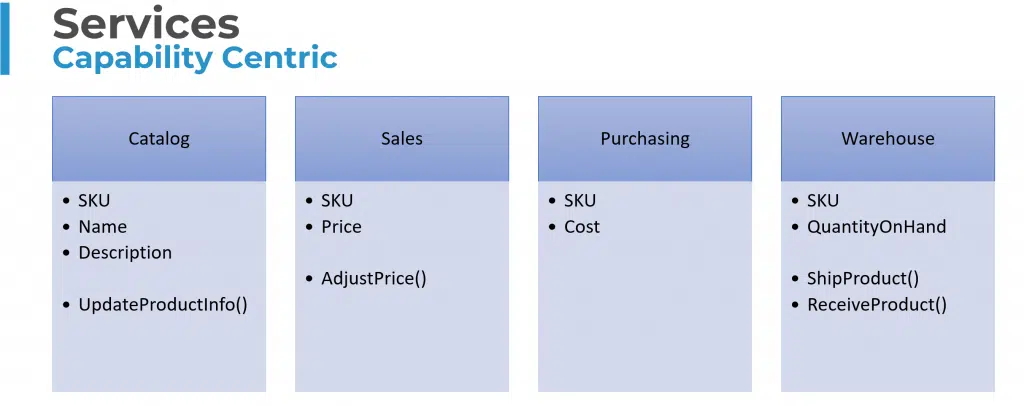 Services
Capability Centric
Catalog
• SKU
• Name
• Description
• UpdateProductInfo()
Sales
• SKU
• Price
• AdjustPrice()
Purchasing
• SKU
• Cost
Warehouse
• SKU
• QuantityOnHand
• ShipProduct()
• ReceiveProduct()